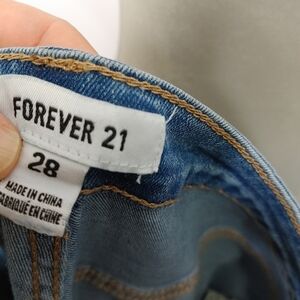 FOREVER 21
28
MADE IN CHINA
FABRIQUÉ EN CHINE